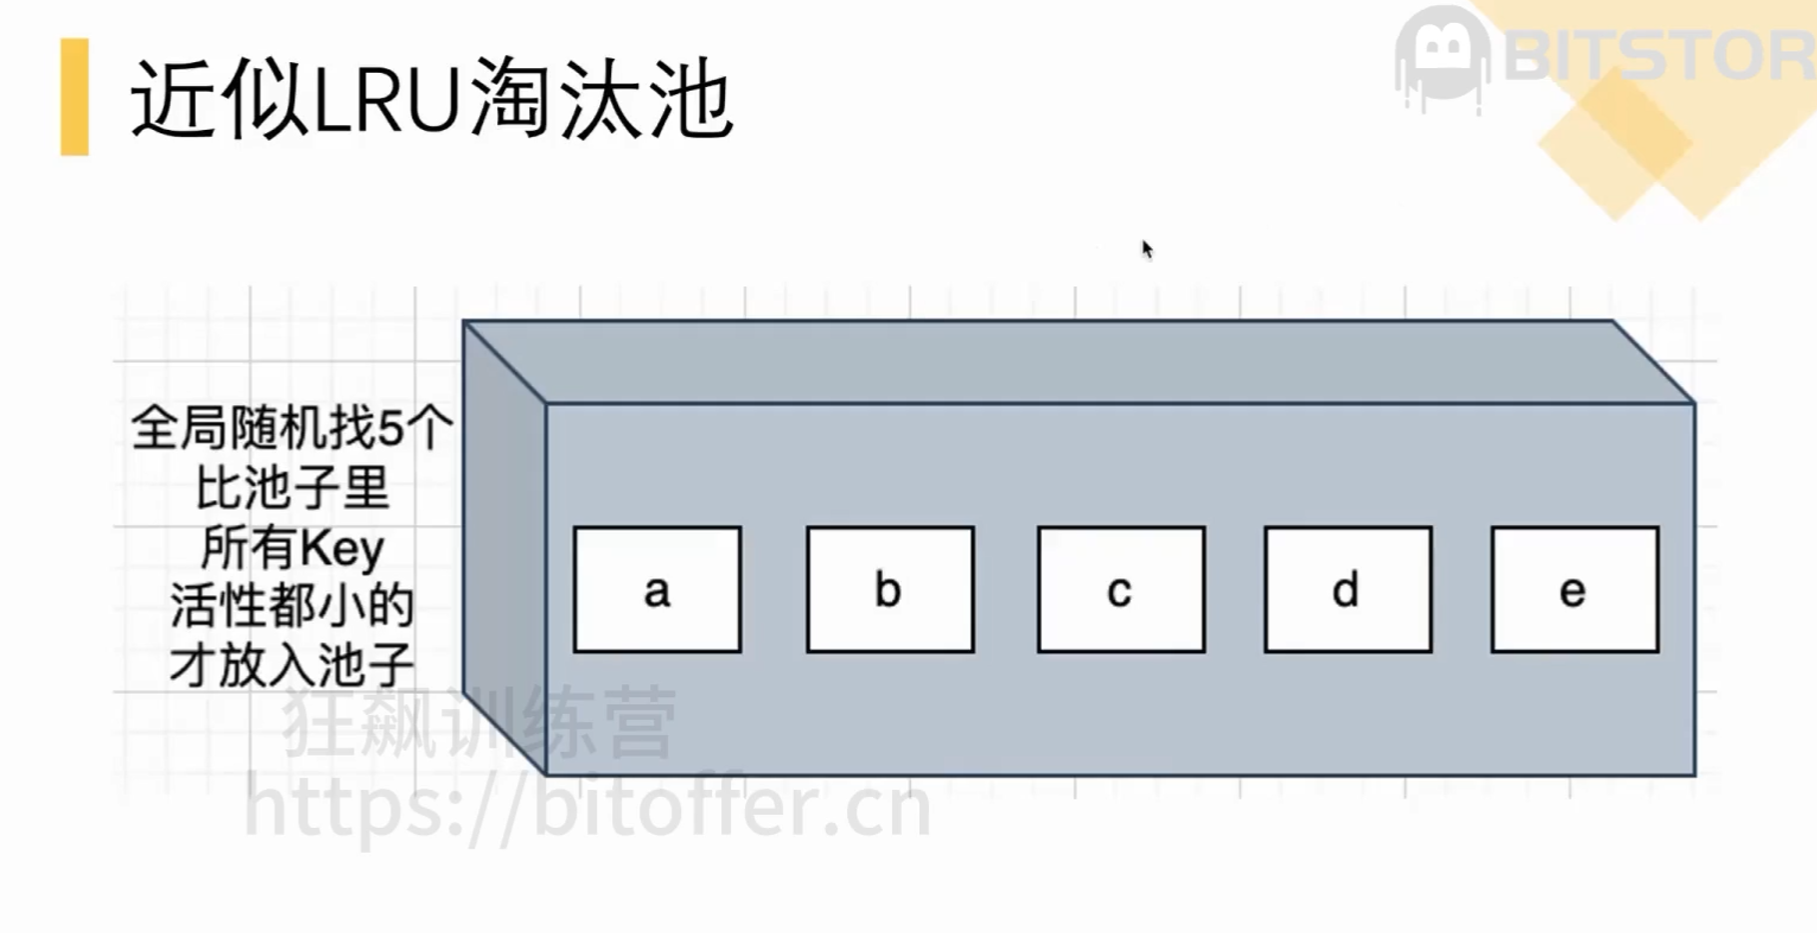 近似LRU淘汰池
BITSTOR
全局随机找5个
比池子里
所有Key
活性都小的
才放入池子
a
b
c
d
e
狂飙训练营
https://bitoffer.cn